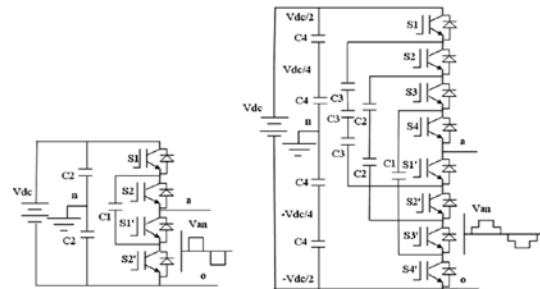 Vdc
C2
n
C2
C1
S1
S2
S1'
S2'
a
Van
o
Vdc/2
C4
Vdc/4
C4
n
C4
-Vdc/4
C4
-Vdc/2
Vdc
C3
C3
C3
C2
C2
C1
S1
S2
S3
S4
S1'
S2'
S3'
S4'
a
Van
o